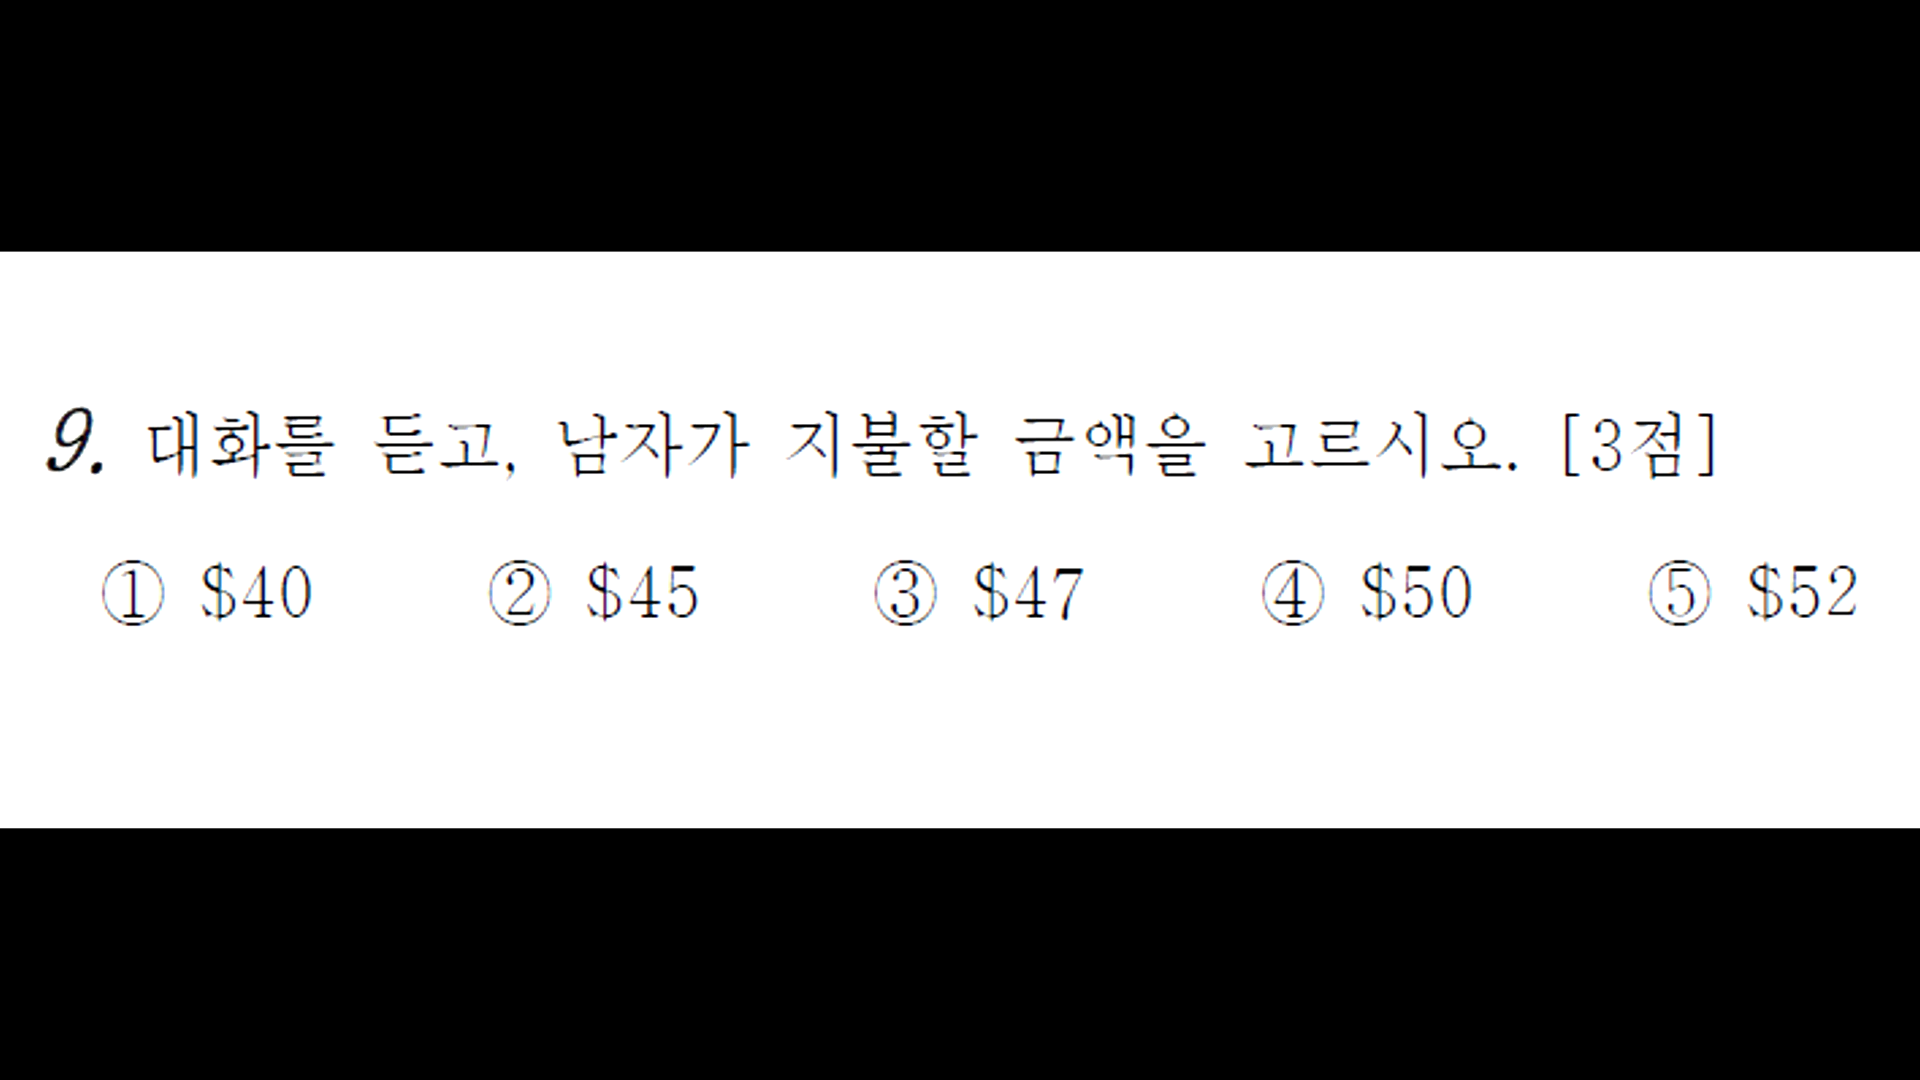 9. 대화를 듣고, 남자가 지불할 금액을 고르시오. [3점]
① $40 ② $45 ③ $47 ④ $50 ⑤ $52